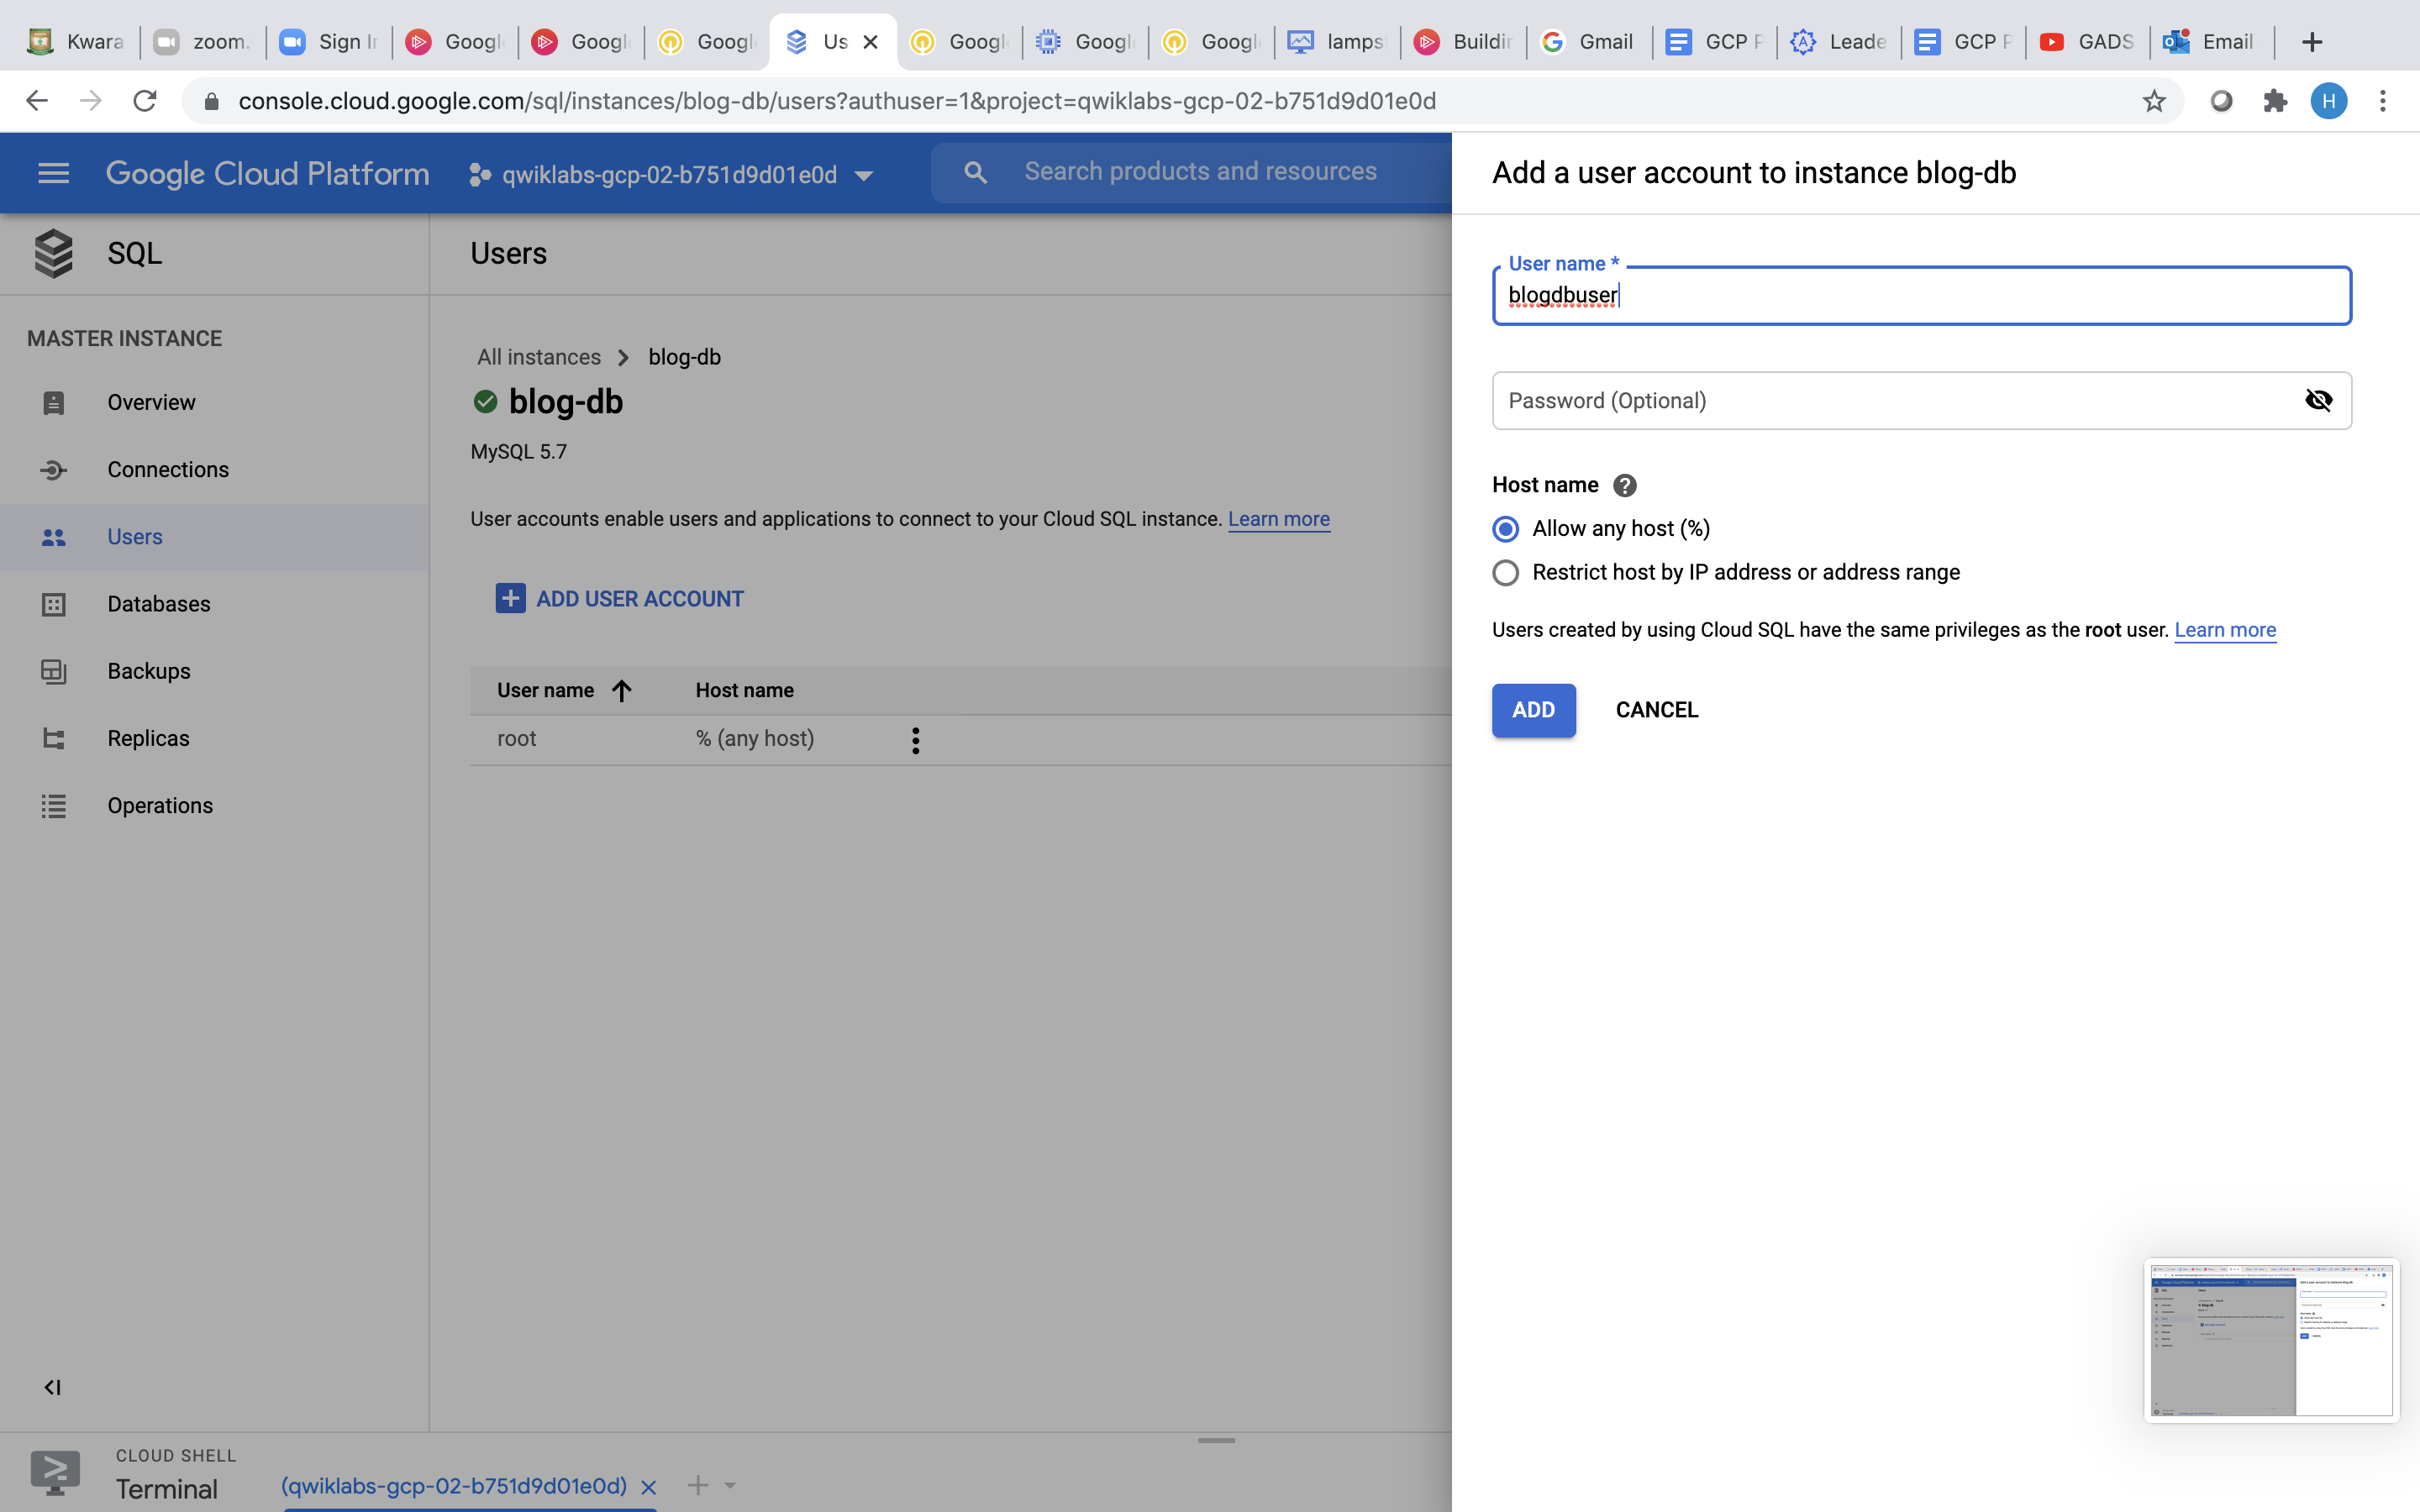 Kwara
zoom.
Sign In
Googl
Googl
Googl
Us
Googl
Googl
Googl
lamps
Buildin
Gmail
GCP P
Leade
GCP P
GADS
Email
console.cloud.google.com/sql/instances/blog-db/users?authuser=1&project=qwiklabs-gcp-02-b751d9d01e0d
H
Google Cloud Platform
qwiklabs-gcp-02-b751d9d01e0d
Search products and resources
SQL
MASTER INSTANCE
Overview
Connections
Users
Databases
Backups
Replicas
Operations
Users
All instances
blog-db
blog-db
MySQL 5.7
User accounts enable users and applications to connect to your Cloud SQL instance. Learn more
ADD USER ACCOUNT
User name Host name
root % (any host)
Add a user account to instance blog-db
User name *
blogdbuser
Password (Optional)
Host name
Allow any host (%)
Restrict host by IP address or address range
Users created by using Cloud SQL have the same privileges as the root user. Learn more
ADD
CANCEL
CLOUD SHELL
Terminal
(qwiklabs-gcp-02-b751d9d01e0d)